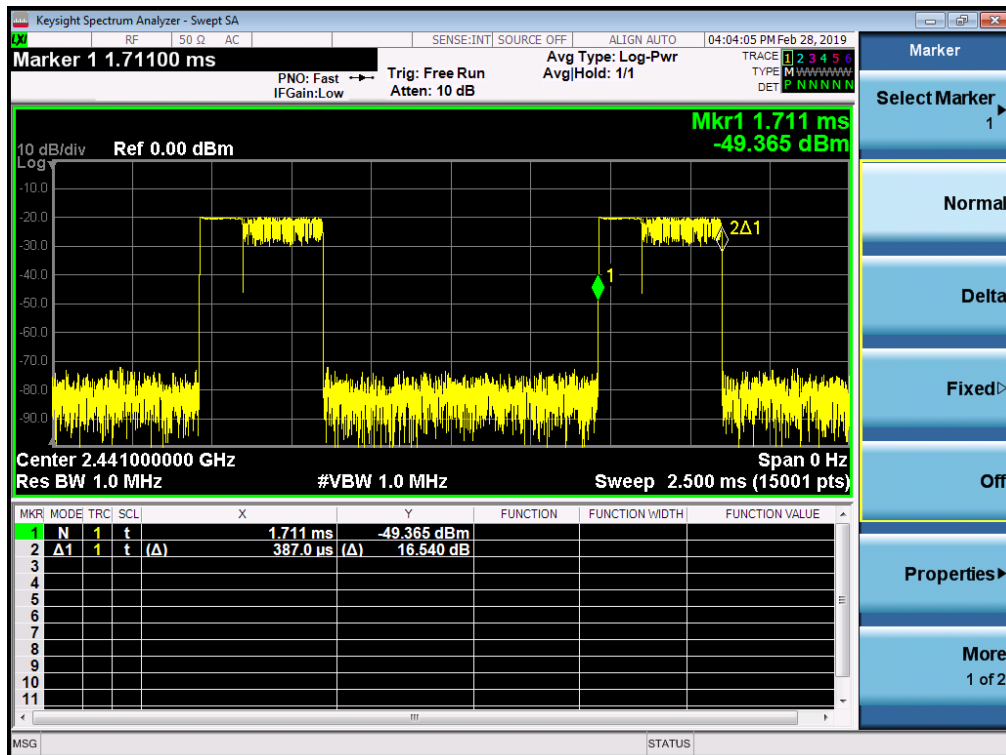 Keysight Spectrum Analyzer - Swept SA
LXI RF 50 Ω AC SENSE:INT SOURCE OFF ALIGN AUTO 04:04:05 PM Feb 28, 2019
Marker 1 1.71100 ms
PNO: Fast
IFGain:Low
Trig: Free Run
Atten: 10 dB
Avg Type: Log-Pwr
Avg|Hold: 1/1
TRACE 1 2 3 4 5 6
TYPE M W W W W W
DET P N N N N N
Mkr1 1.711 ms
-49.365 dBm
10 dB/div Ref 0.00 dBm
Log
-10.0
-20.0
-30.0
-40.0
-50.0
-60.0
-70.0
-80.0
-90.0
1
2Δ1
Center 2.441000000 GHz Span 0 Hz
Res BW 1.0 MHz #VBW 1.0 MHz Sweep 2.500 ms (15001 pts)
MKR MODE TRC SCL X Y FUNCTION FUNCTION WIDTH FUNCTION VALUE
1 N 1 t 1.711 ms -49.365 dBm
2 Δ1 1 t (Δ) 387.0 µs (Δ) 16.540 dB
3
4
5
6
7
8
9
10
11
MSG STATUS
Marker
Select Marker
1
Normal
Delta
Fixed
Off
Properties
More
1 of 2